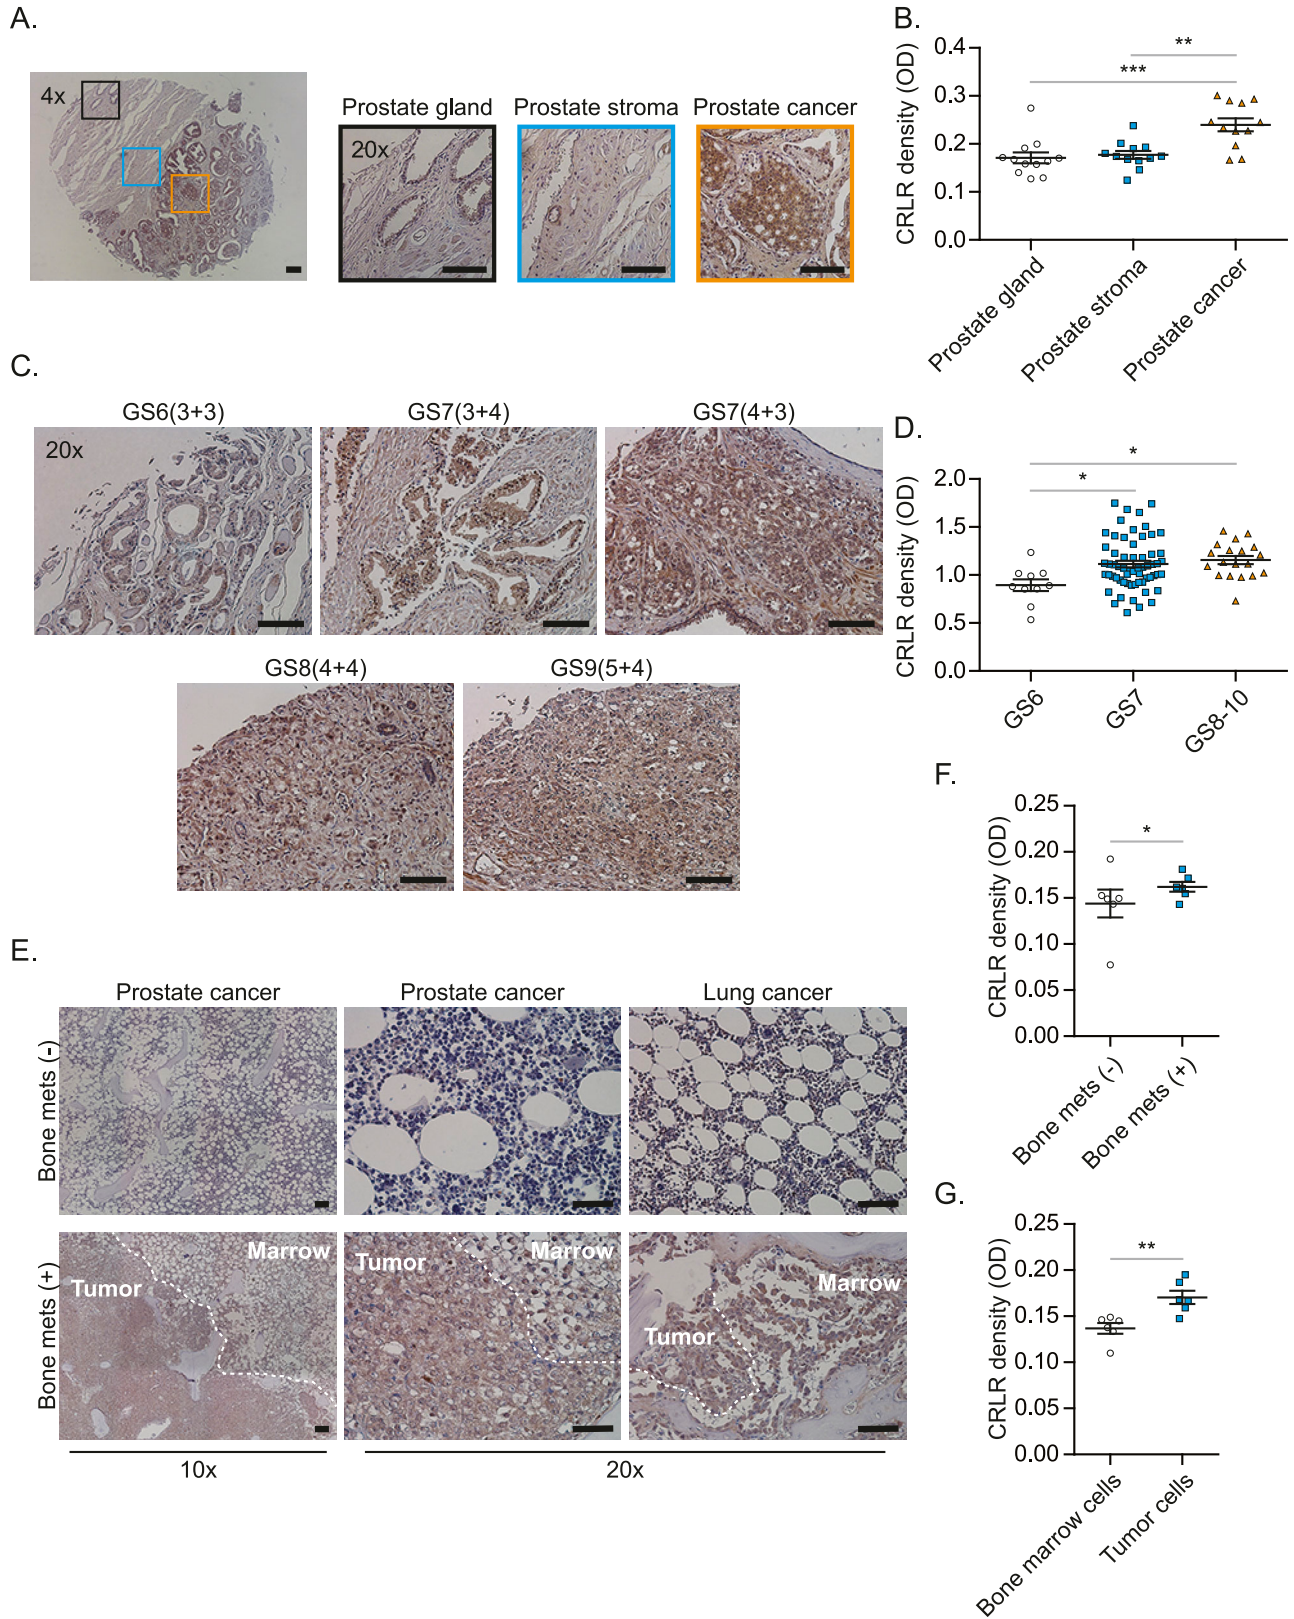 A.
4x
Prostate gland
Prostate stroma
Prostate cancer
20x
B.
CRLR density (OD)
0.4
0.3
0.2
0.1
0.0
**
***
Prostate gland
Prostate stroma
Prostate cancer
C.
GS6(3+3)
GS7(3+4)
GS7(4+3)
20x
GS8(4+4)
GS9(5+4)
D.
CRLR density (OD)
2.0
1.5
1.0
0.5
0.0
*
*
GS6
GS7
GS8-10
E.
Prostate cancer
Prostate cancer
Lung cancer
Bone mets (-)
Bone mets (+)
Marrow
Tumor
Tumor
Marrow
Marrow
Tumor
10x
20x
F.
CRLR density (OD)
0.25
0.20
0.15
0.10
0.05
0.00
*
Bone mets (-)
Bone mets (+)
G.
CRLR density (OD)
0.25
0.20
0.15
0.10
0.05
0.00
**
Bone marrow cells
Tumor cells